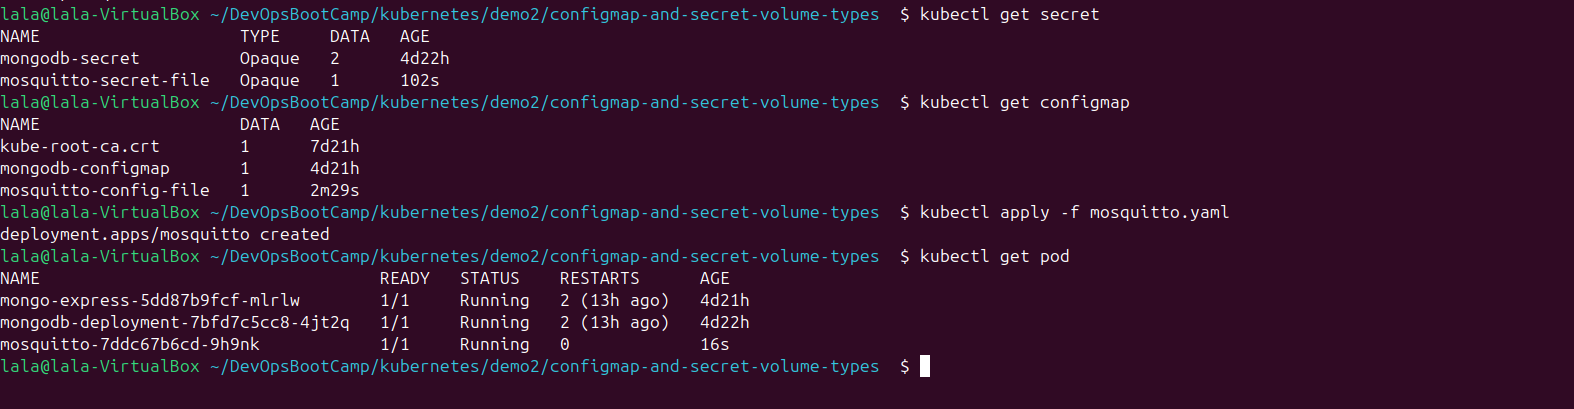 lala@lala-VirtualBox ~/DevOpsBootCamp/kubernetes/demo2/configmap-and-secret-volume-types  $ kubectl get secret
NAME                    TYPE     DATA   AGE
mongodb-secret          Opaque   2      4d22h
mosquitto-secret-file   Opaque   1      102s
lala@lala-VirtualBox ~/DevOpsBootCamp/kubernetes/demo2/configmap-and-secret-volume-types  $ kubectl get configmap
NAME                    DATA   AGE
kube-root-ca.crt        1      7d21h
mongodb-configmap       1      4d21h
mosquitto-config-file   1      2m29s
lala@lala-VirtualBox ~/DevOpsBootCamp/kubernetes/demo2/configmap-and-secret-volume-types  $ kubectl apply -f mosquitto.yaml
deployment.apps/mosquitto created
lala@lala-VirtualBox ~/DevOpsBootCamp/kubernetes/demo2/configmap-and-secret-volume-types  $ kubectl get pod
NAME                                  READY   STATUS    RESTARTS      AGE
mongo-express-5dd87b9fcf-mlrlw        1/1     Running   2 (13h ago)   4d21h
mongodb-deployment-7bfd7c5cc8-4jt2q   1/1     Running   2 (13h ago)   4d22h
mosquitto-7ddc67b6cd-9h9nk            1/1     Running   0             16s
lala@lala-VirtualBox ~/DevOpsBootCamp/kubernetes/demo2/configmap-and-secret-volume-types  $